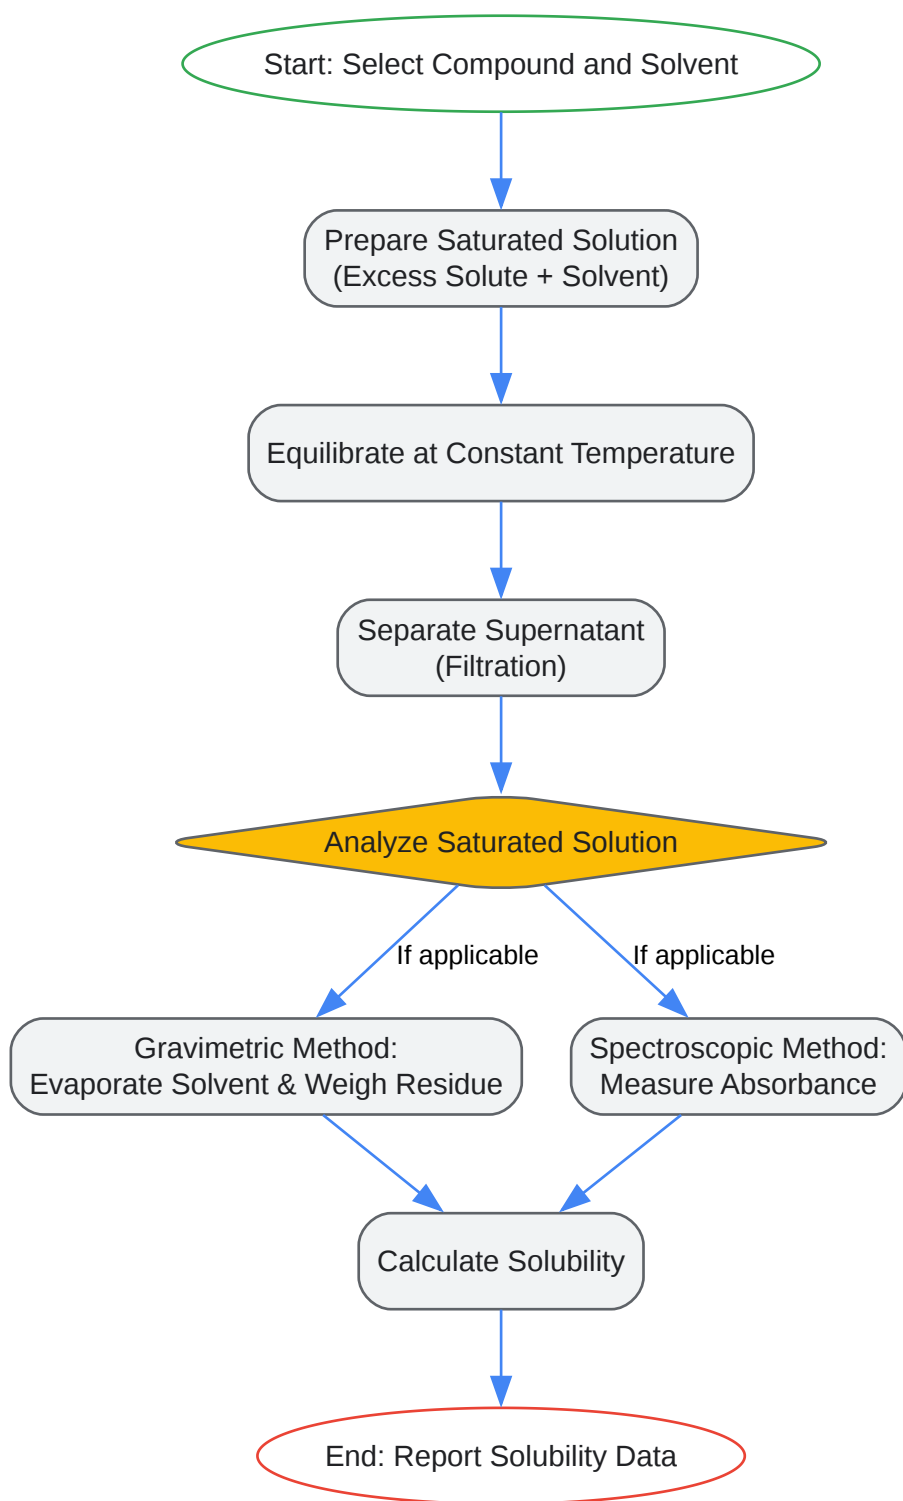 Start: Select Compound and Solvent
Prepare Saturated Solution
(Excess Solute + Solvent)
Equilibrate at Constant Temperature
Separate Supernatant
(Filtration)
Analyze Saturated Solution
If applicable
If applicable
Gravimetric Method:
Evaporate Solvent & Weigh Residue
Spectroscopic Method:
Measure Absorbance
Calculate Solubility
End: Report Solubility Data